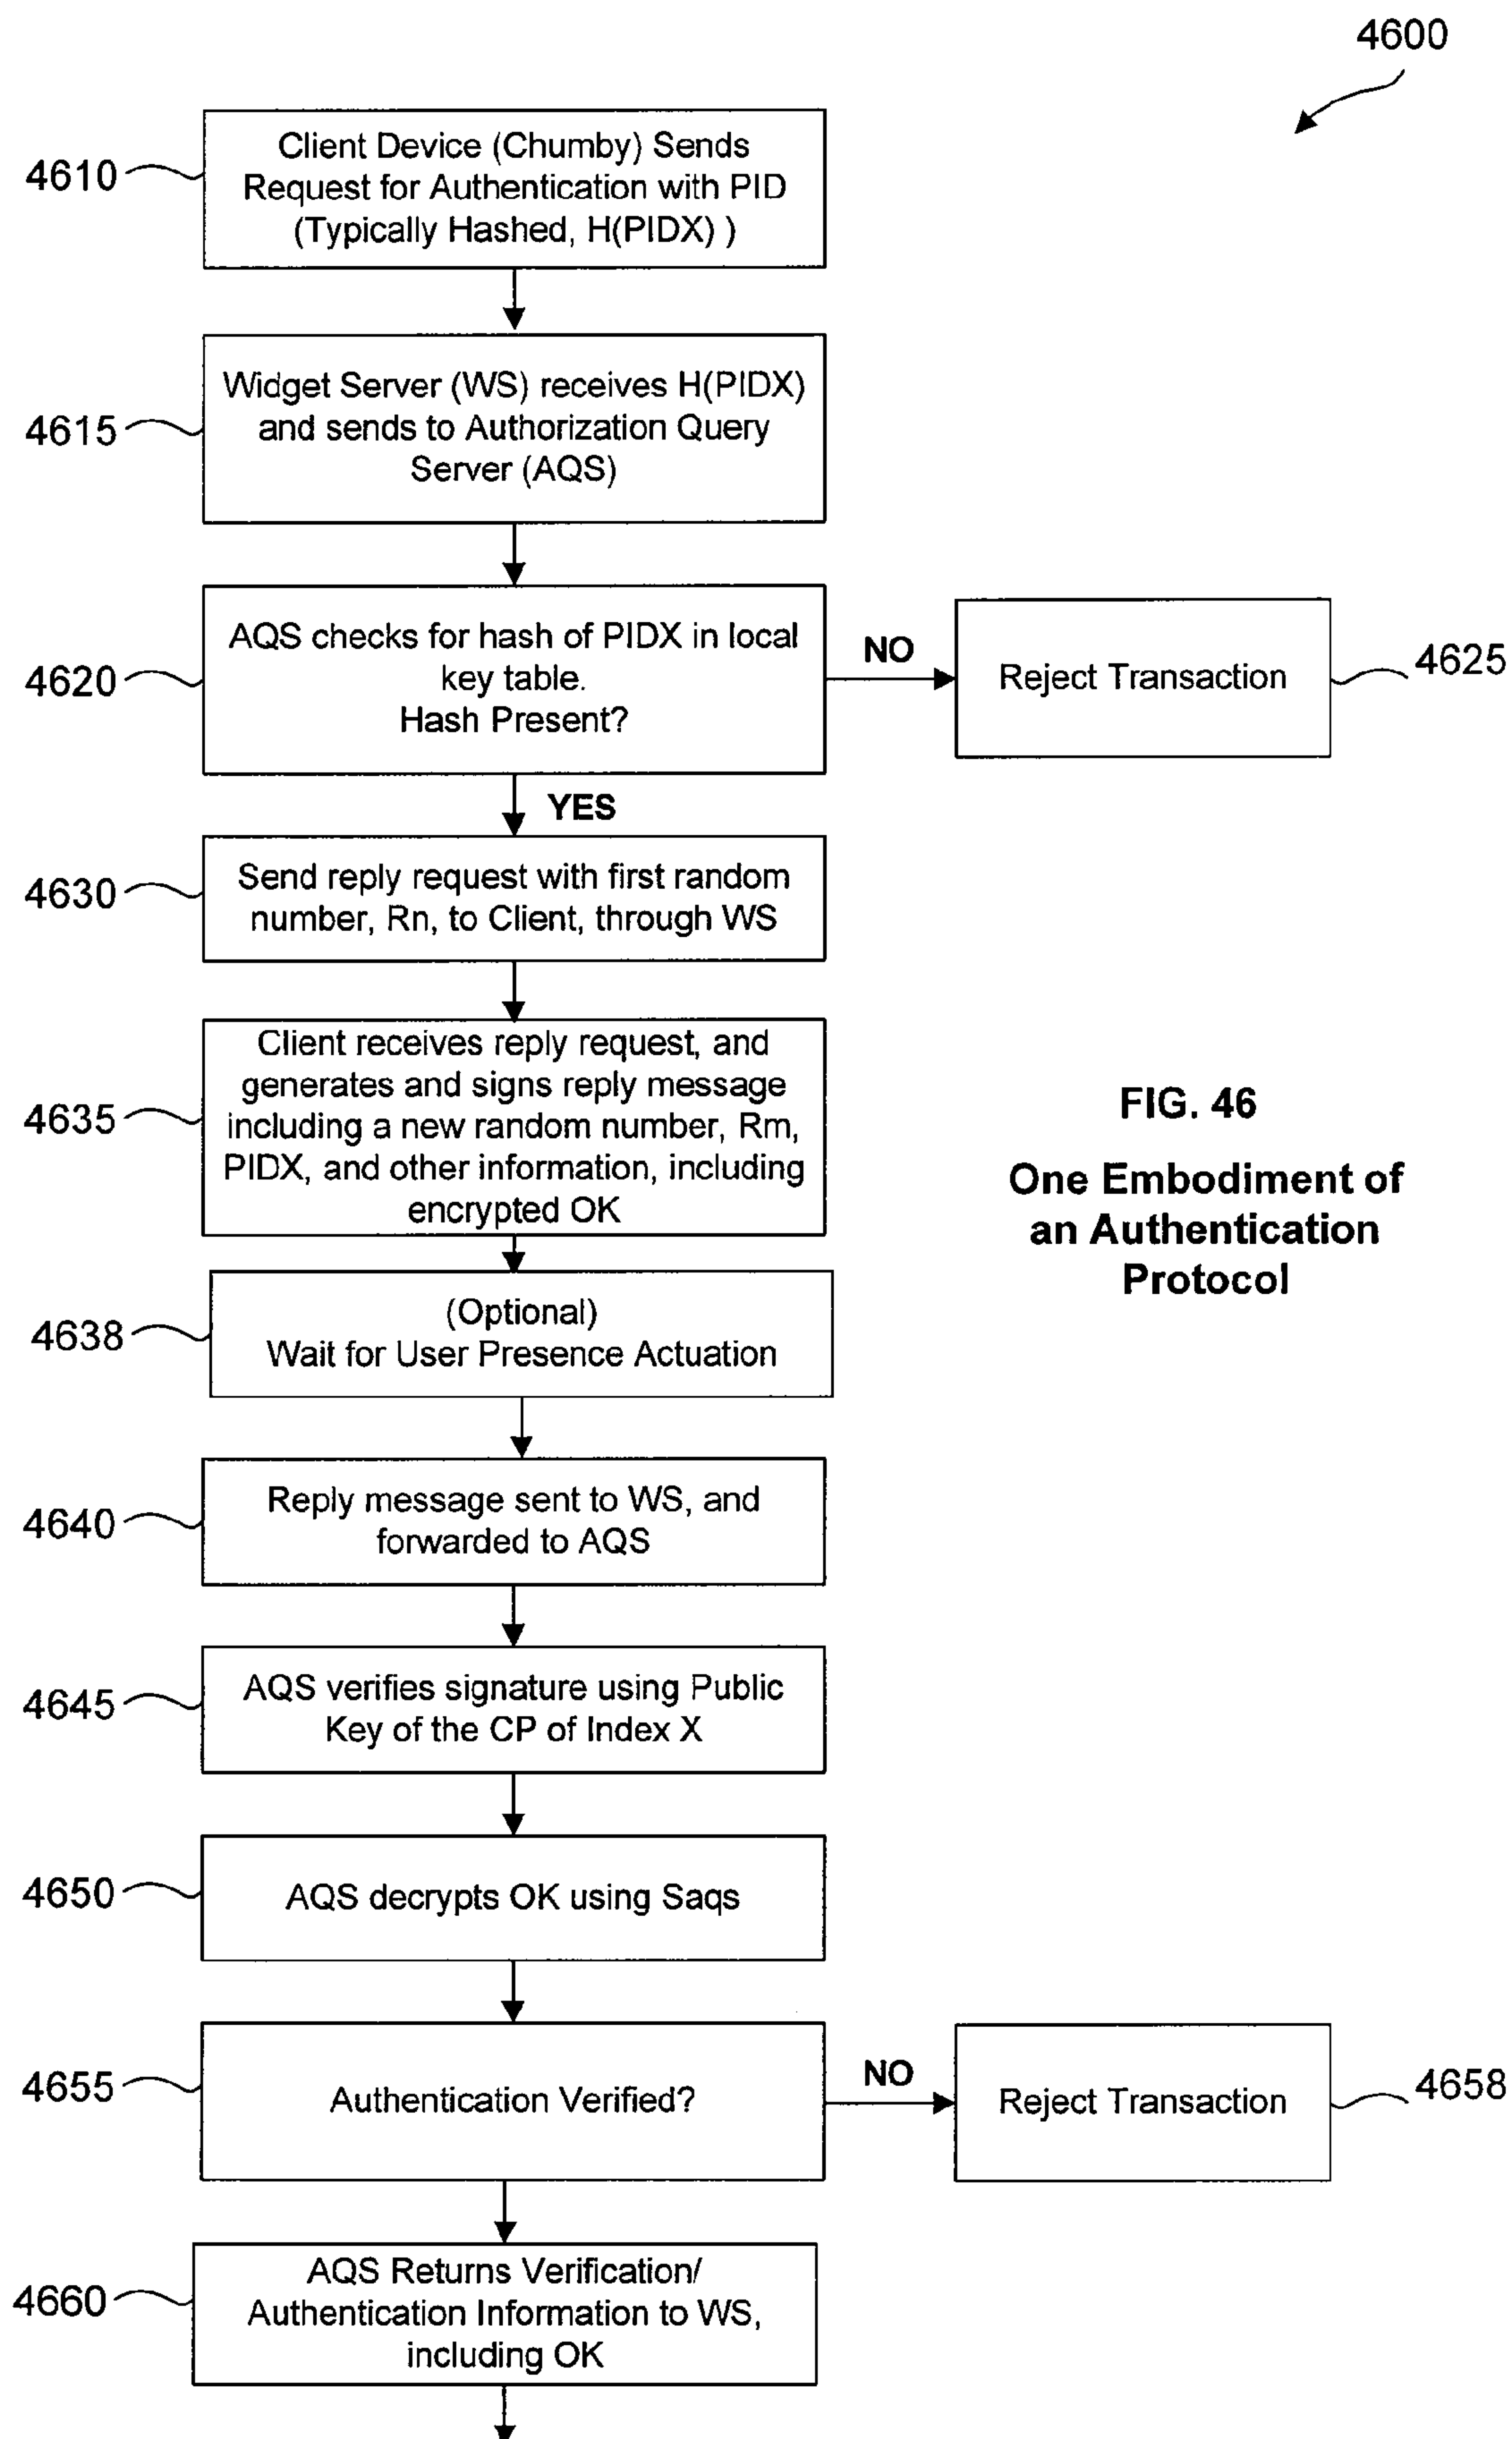 4600
4610
Client Device (Chumby) Sends
Request for Authentication with PID
(Typically Hashed, H(PIDX) )
4615
Widget Server (WS) receives H(PIDX)
and sends to Authorization Query
Server (AQS)
4620
AQS checks for hash of PIDX in local
key table.
Hash Present?
NO
Reject Transaction
4625
YES
4630
Send reply request with first random
number, Rn, to Client, through WS
4635
Client receives reply request, and
generates and signs reply message
including a new random number, Rm,
PIDX, and other information, including
encrypted OK
FIG. 46
One Embodiment of
an Authentication
Protocol
4638
(Optional)
Wait for User Presence Actuation
4640
Reply message sent to WS, and
forwarded to AQS
4645
AQS verifies signature using Public
Key of the CP of Index X
4650
AQS decrypts OK using Saqs
4655
Authentication Verified?
NO
Reject Transaction
4658
4660
AQS Returns Verification/
Authentication Information to WS,
including OK